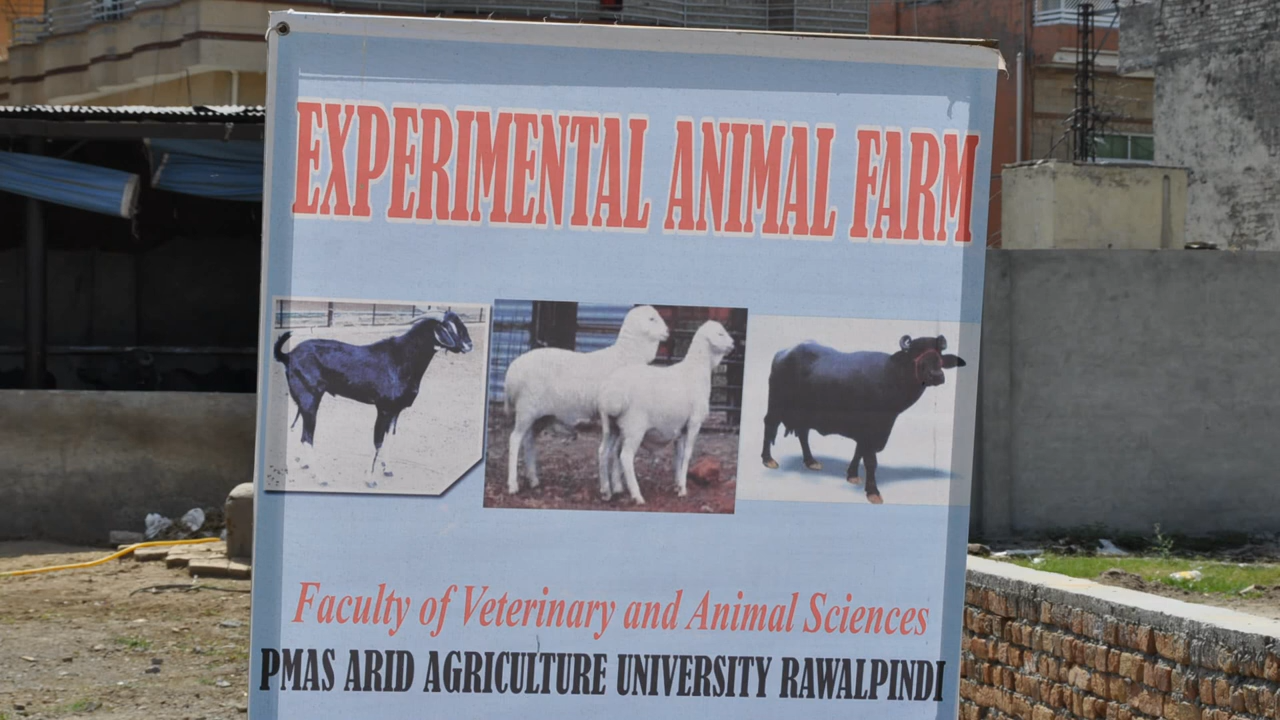 EXPERIMENTAL ANIMAL FARM
Faculty of Veterinary and Animal Sciences
PMAS ARID AGRICULTURE UNIVERSITY RAWALPINDI